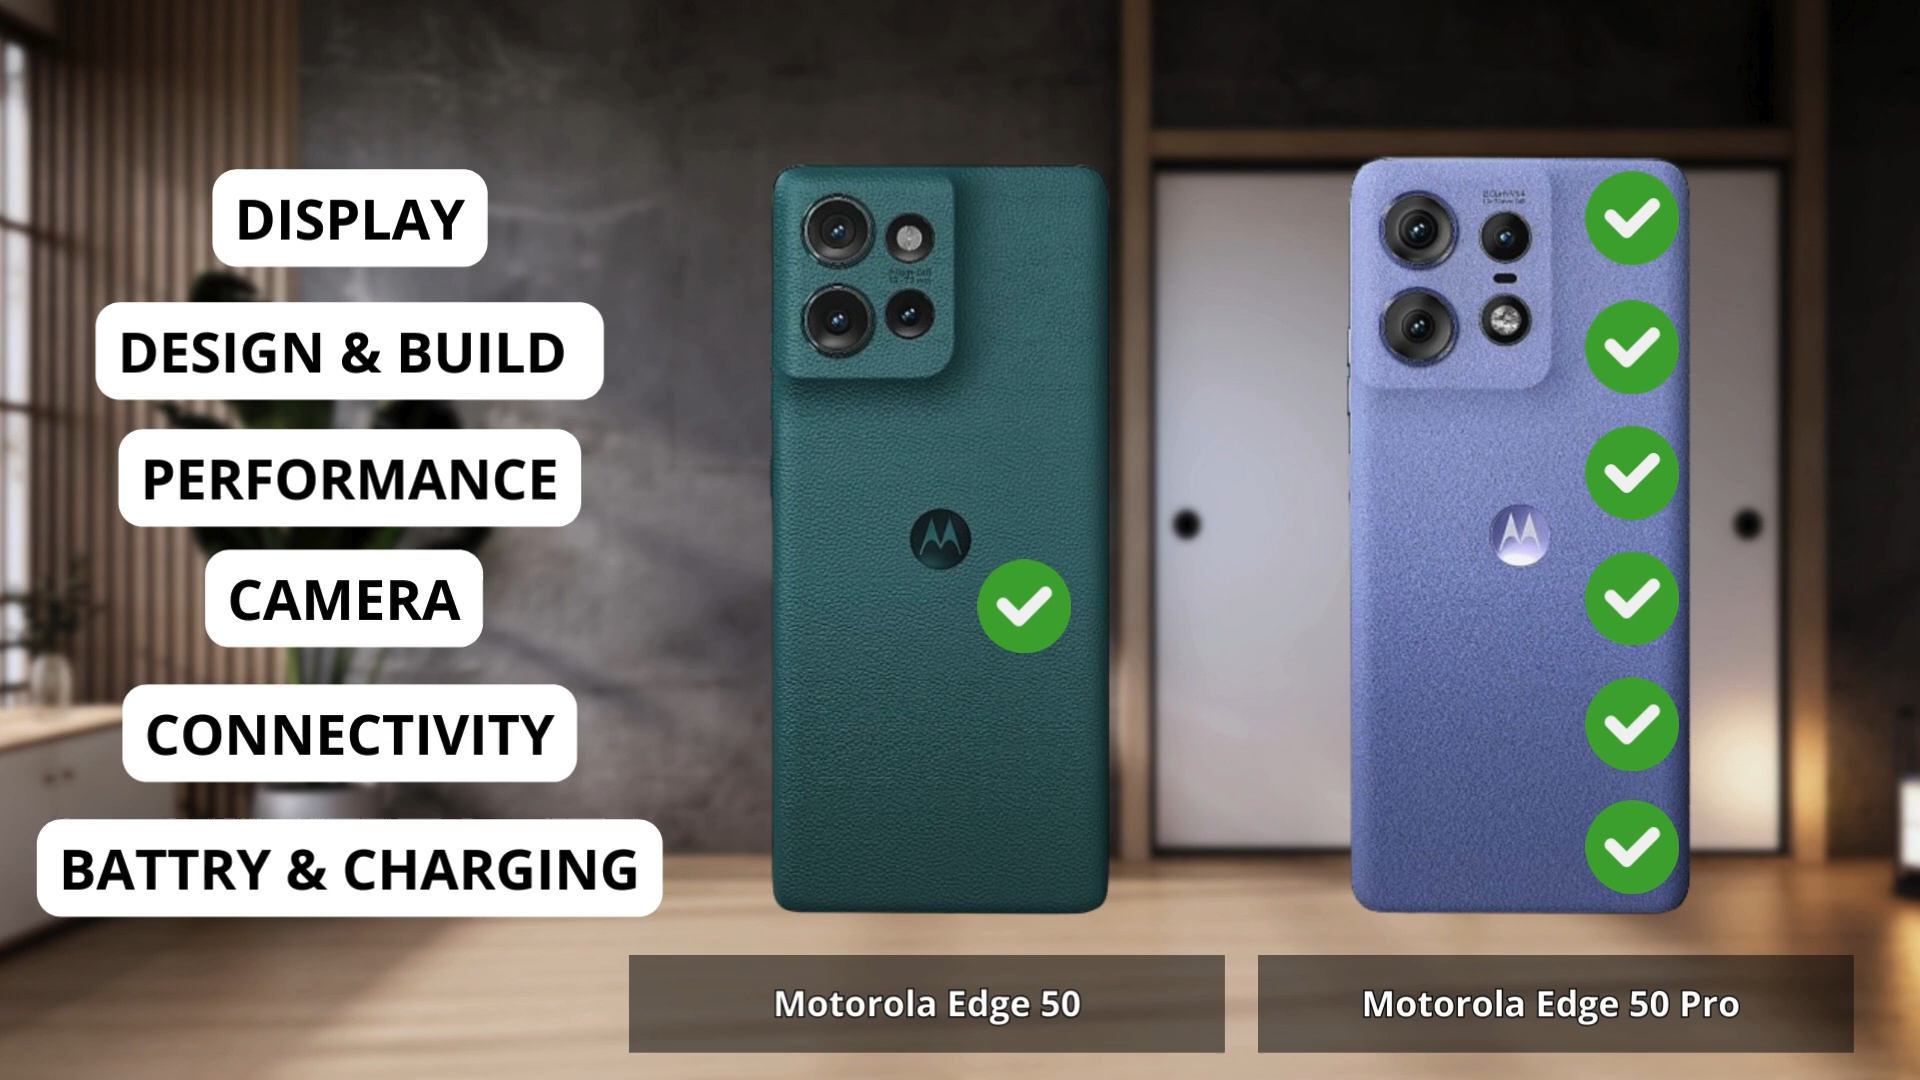 DISPLAY
DESIGN & BUILD
PERFORMANCE
CAMERA
CONNECTIVITY
BATTRY & CHARGING
Motorola Edge 50
Motorola Edge 50 Pro